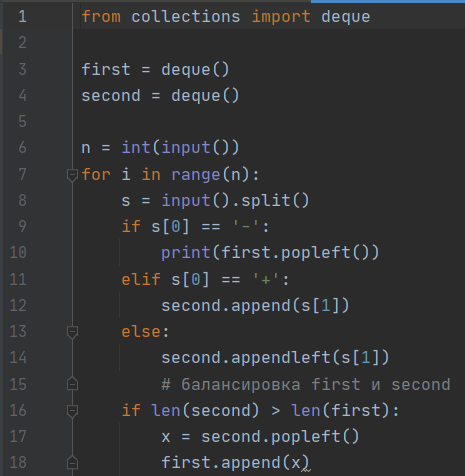 1 from collections import deque
2
3 first = deque()
4 second = deque()
5
6 n = int(input())
7 for i in range(n):
8     s = input().split()
9     if s[0] == '-':
10         print(first.popleft())
11     elif s[0] == '+':
12         second.append(s[1])
13     else:
14         second.appendleft(s[1])
15         # балансировка first и second
16     if len(second) > len(first):
17         x = second.popleft()
18         first.append(x)